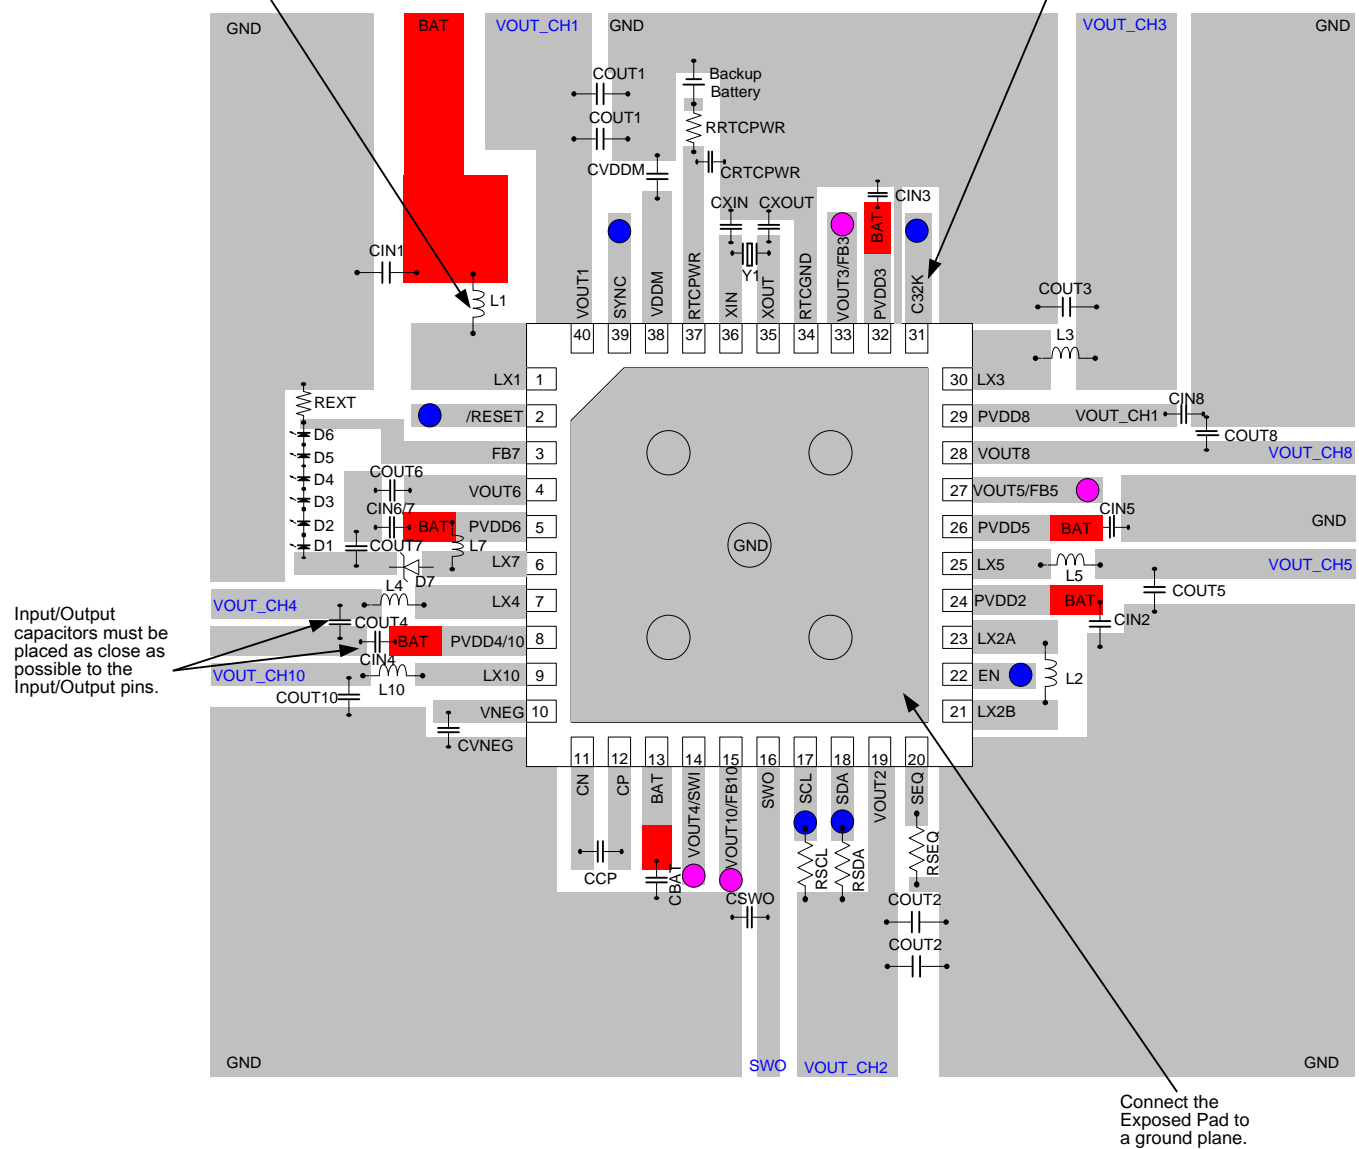 GND
BAT
VOUT_CH1
GND
VOUT_CH3
GND
COUT1
Backup
Battery
COUT1
RRTCPWR
CVDDM
CRTCPWR
CIN3
CXIN
CXOUT
CIN1
Y1
L1
COUT3
L3
VOUT1
SYNC
VDDM
RTCPWR
XIN
XOUT
RTCGND
VOUT3/FB3
BAT
PVDD3
C32K
40
39
38
37
36
35
34
33
32
31
LX1
1
/RESET
2
FB7
3
VOUT6
4
PVDD6
5
LX7
6
LX4
7
PVDD4/10
8
LX10
9
VNEG
10
REXT
D6
D5
D4
D3
D2
D1
COUT6
CIN6/7
BAT
COUT7
L7
D7
L4
VOUT_CH4
COUT4
BAT
CIN4
VOUT_CH10
L10
COUT10
CVNEG
Input/Output
capacitors must be
placed as close as
possible to the
Input/Output pins.
GND
30
LX3
29
PVDD8
VOUT_CH1
CIN8
COUT8
28
VOUT8
VOUT_CH8
27
VOUT5/FB5
CIN5
GND
26
PVDD5
BAT
25
LX5
L5
VOUT_CH5
COUT5
24
PVDD2
BAT
CIN2
23
LX2A
22
EN
L2
21
LX2B
11
12
13
14
15
16
17
18
19
20
CN
CP
BAT
VOUT4/SWI
VOUT10/FB10
SWO
SCL
SDA
VOUT2
SEQ
CCP
CBAT
CSWO
RSCL
RSDA
RSEQ
COUT2
COUT2
GND
SWO
VOUT_CH2
GND
Connect the
Exposed Pad to
a ground plane.